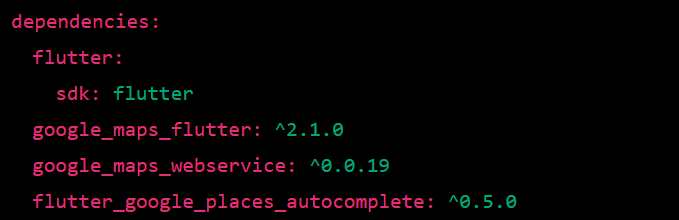 dependencies:
  flutter:
    sdk: flutter
  google_maps_flutter: ^2.1.0
  google_maps_webservice: ^0.0.19
  flutter_google_places_autocomplete: ^0.5.0